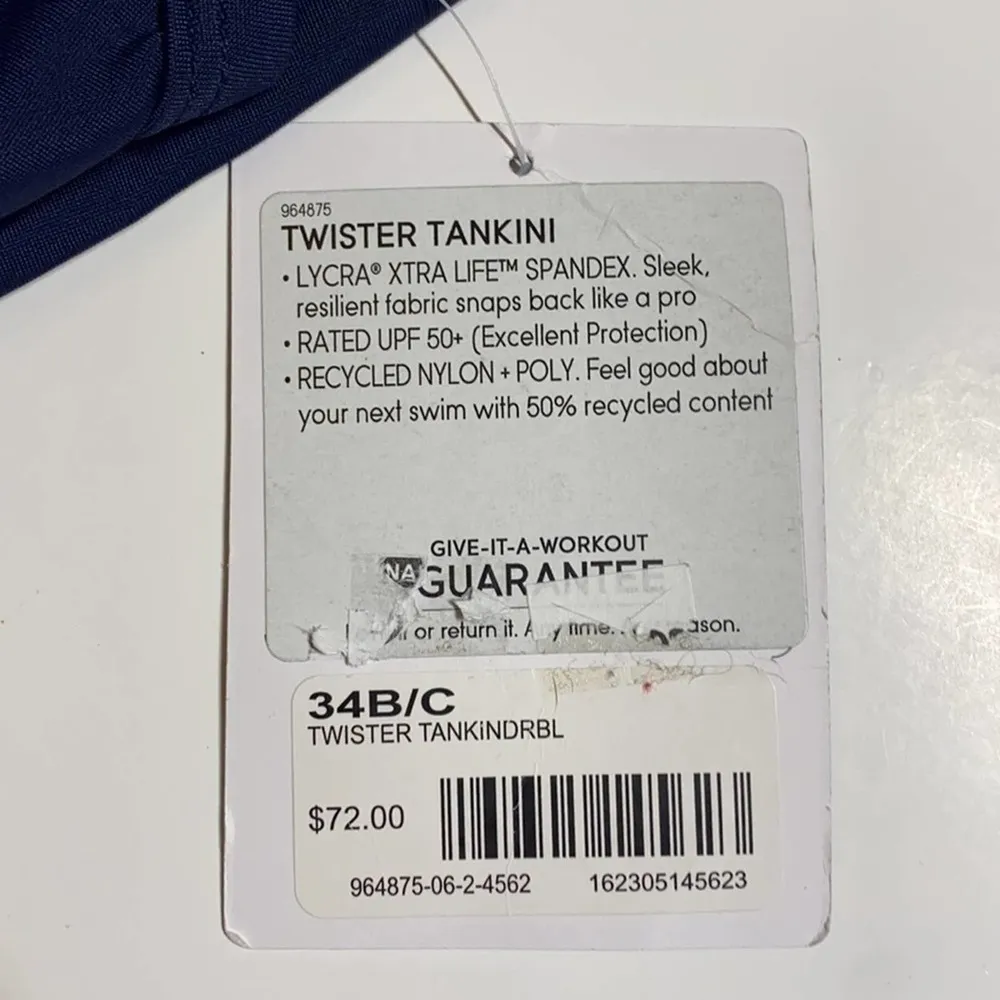 964875
TWISTER TANKINI
• LYCRA® XTRA LIFE™ SPANDEX. Sleek,
resilient fabric snaps back like a pro
• RATED UPF 50+ (Excellent Protection)
• RECYCLED NYLON + POLY. Feel good about
your next swim with 50% recycled content
GIVE-IT-A-WORKOUT
GUARANTEE
or return it.
34B/C
TWISTER TANKiNDRBL
$72.00
964875-06-2-4562
162305145623